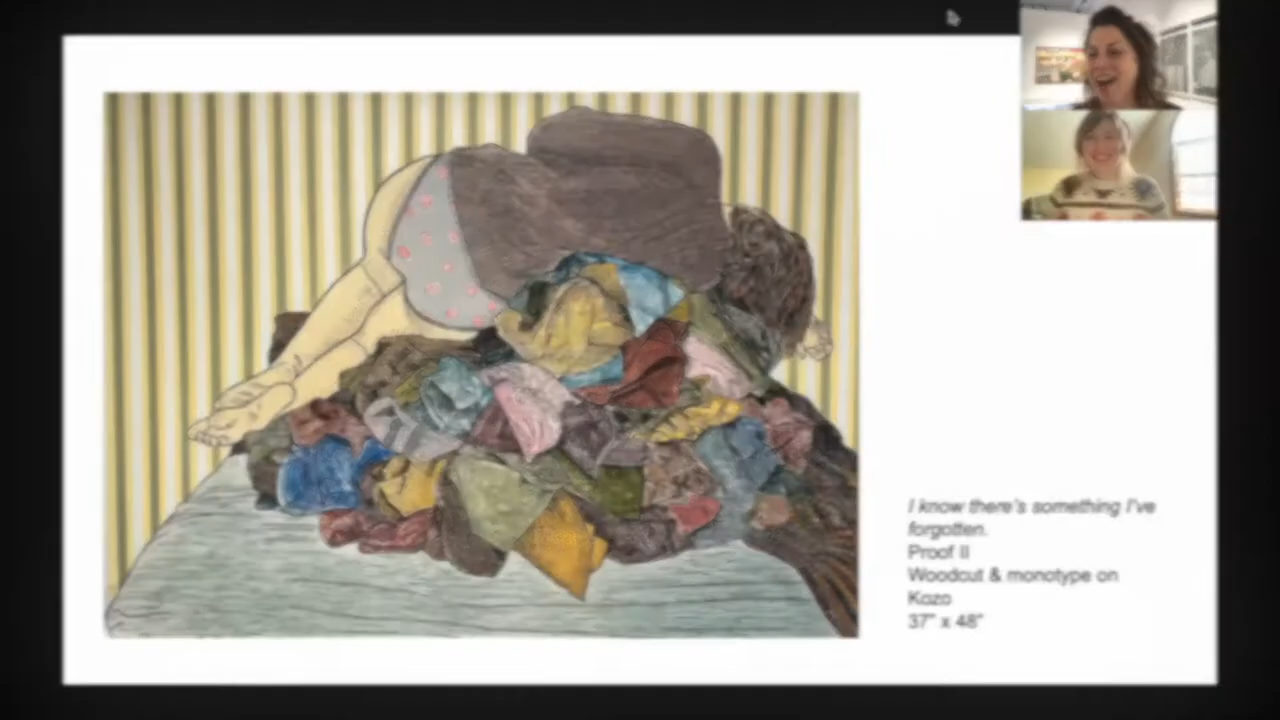 I know there's something I've
forgotten.
Proof II
Woodcut & monotype on
Kozo
37" x 48"